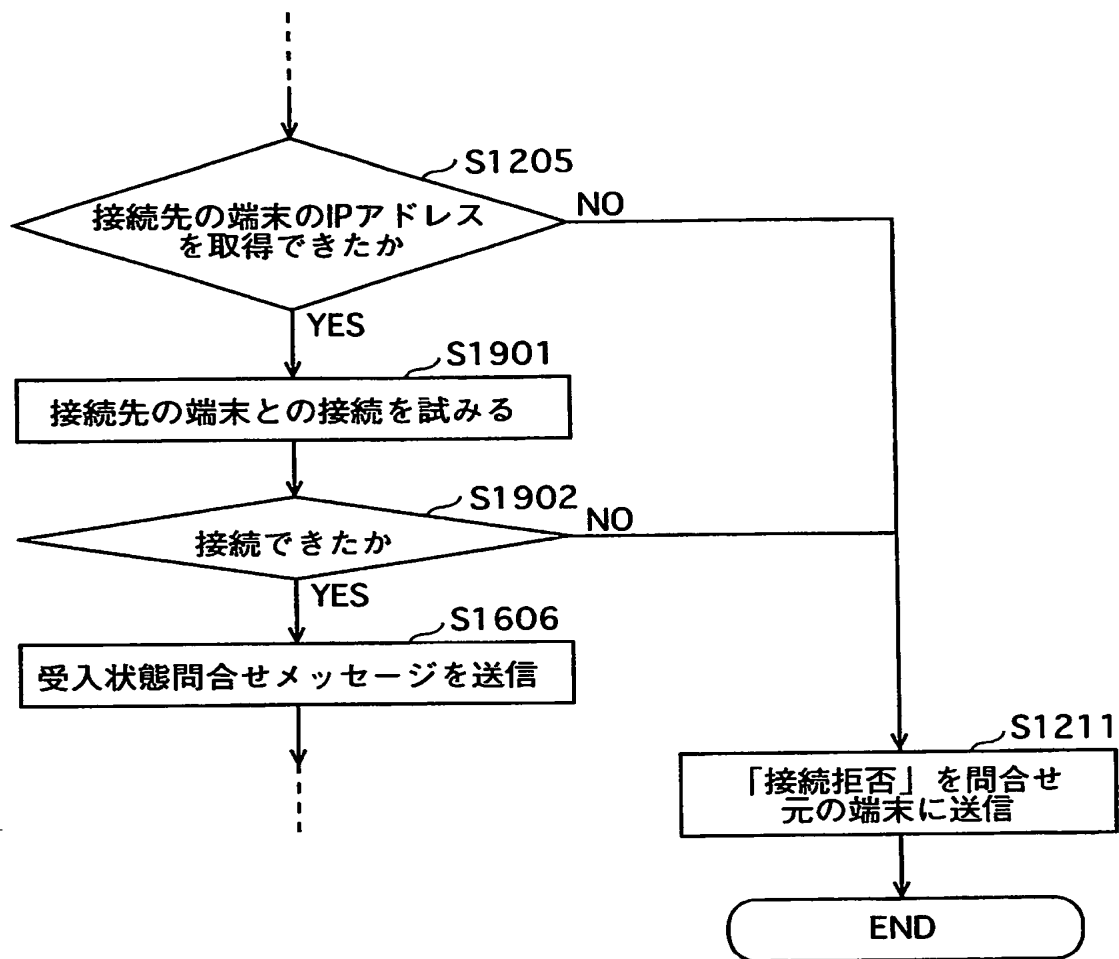 S1205
接続先の端末のIPアドレス
を取得できたか
NO
YES
S1901
接続先の端末との接続を試みる
S1902
接続できたか
NO
YES
S1606
受入状態問合せメッセージを送信
S1211
「接続拒否」を問合せ
元の端末に送信
END